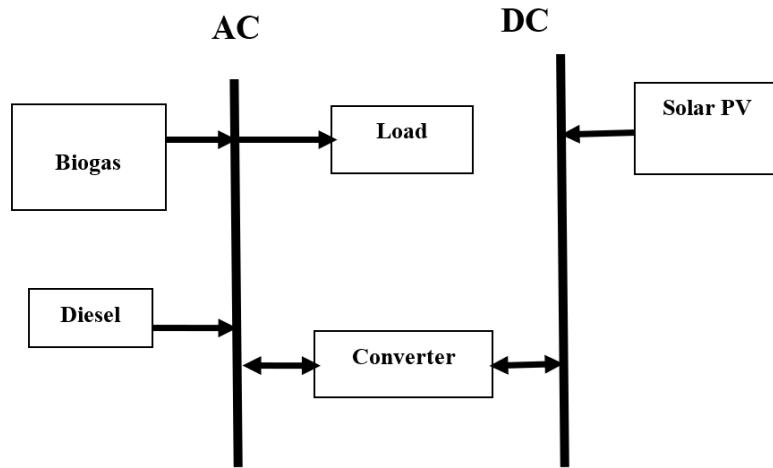 AC
DC
Biogas
Load
Solar PV
Diesel
Converter